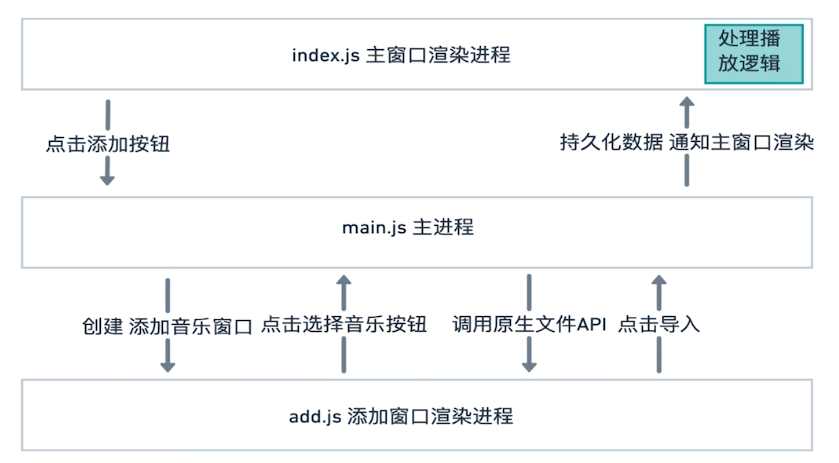 index.js 主窗口渲染进程
处理播
放逻辑
点击添加按钮
持久化数据 通知主窗口渲染
main.js 主进程
创建 添加音乐窗口
点击选择音乐按钮
调用原生文件API
点击导入
add.js 添加窗口渲染进程